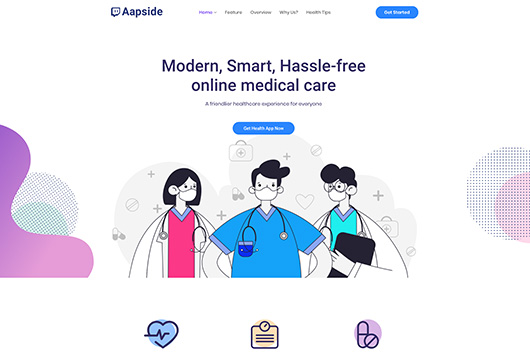 Aapside
Home Feature Overview Why Us? Health Tips
Get Started
Modern, Smart, Hassle-free
online medical care
A friendlier healthcare experience for everyone
Get Health App Now